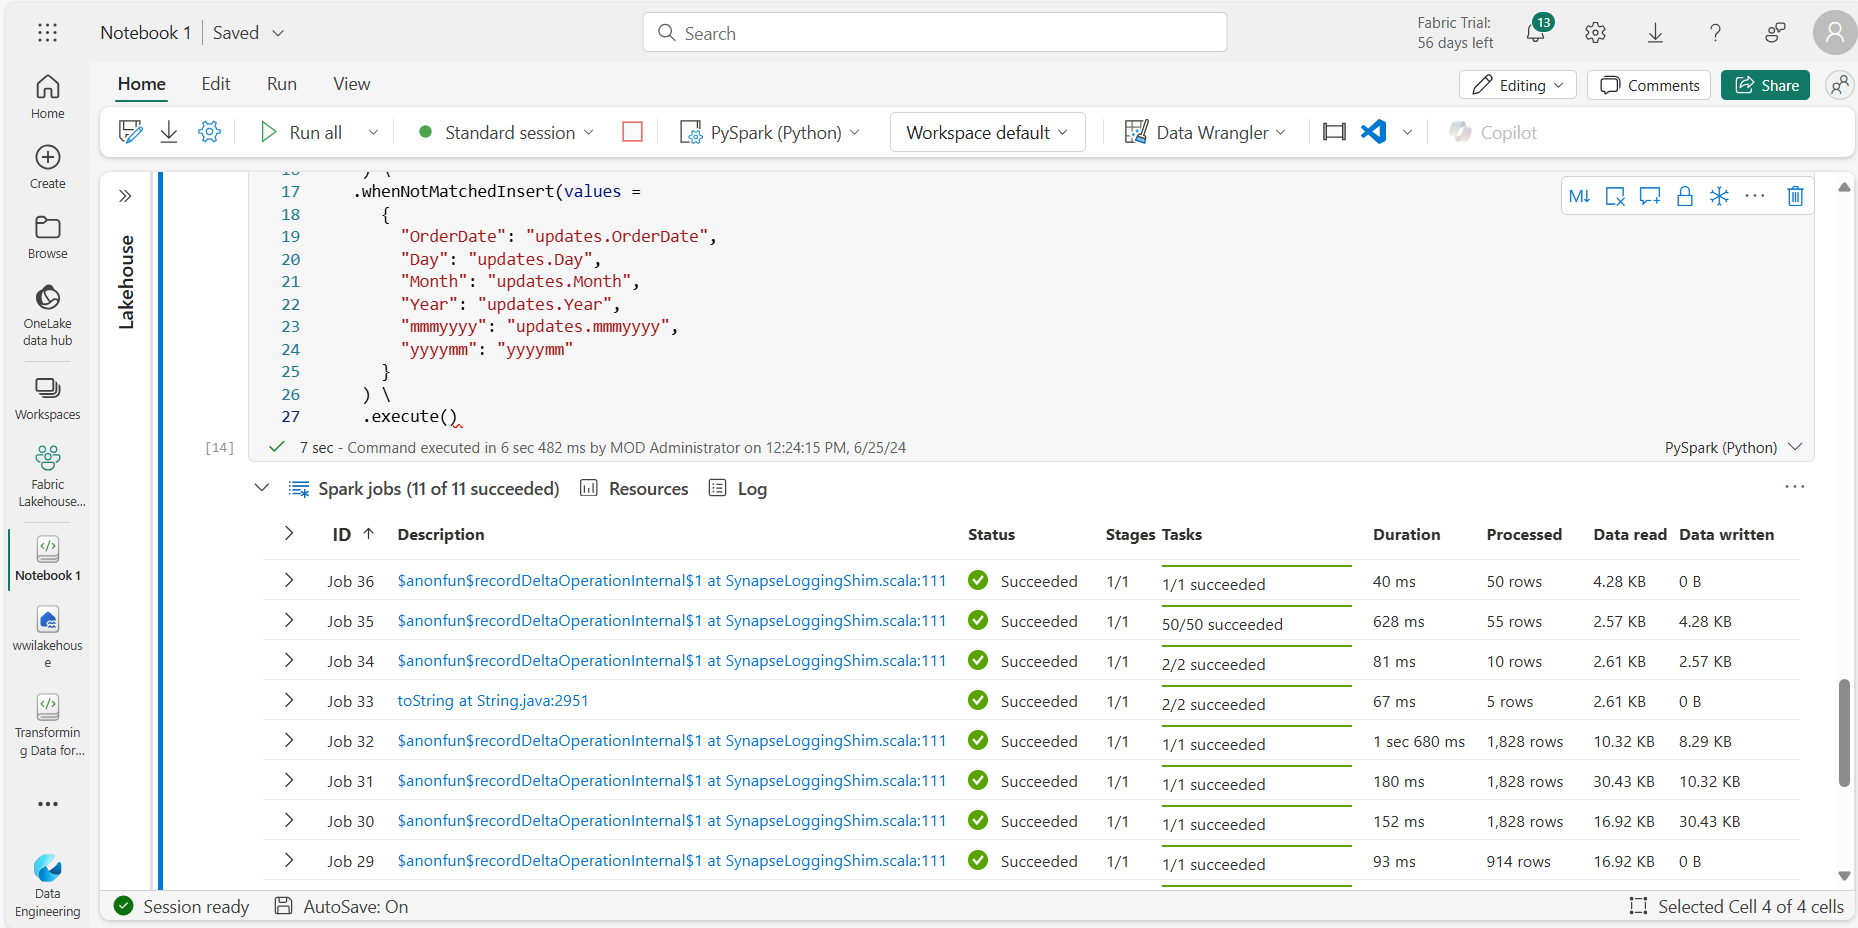 Notebook 1 Saved
Search
Fabric Trial:
56 days left
13
Home Edit Run View
Editing
Comments
Share
Run all
Standard session
PySpark (Python)
Workspace default
Data Wrangler
Copilot
Home
Create
Browse
OneLake
data hub
Workspaces
Fabric
Lakehouse...
Notebook 1
wwilakehous
e
Transformin
g Data for...
Data
Engineering
Lakehouse
16 ) \
17 .whenNotMatchedInsert(values =
18 {
19 "OrderDate": "updates.OrderDate",
20 "Day": "updates.Day",
21 "Month": "updates.Month",
22 "Year": "updates.Year",
23 "mmmyyyy": "updates.mmmyyyy",
24 "yyyymm": "yyyymm"
25 }
26 ) \
27 .execute()
M↓
[14] 7 sec - Command executed in 6 sec 482 ms by MOD Administrator on 12:24:15 PM, 6/25/24 PySpark (Python)
Spark jobs (11 of 11 succeeded) Resources Log
ID ↑ Description Status Stages Tasks Duration Processed Data read Data written
Job 36 $anonfun$recordDeltaOperationInternal$1 at SynapseLoggingShim.scala:111 Succeeded 1/1 1/1 succeeded 40 ms 50 rows 4.28 KB 0 B
Job 35 $anonfun$recordDeltaOperationInternal$1 at SynapseLoggingShim.scala:111 Succeeded 1/1 50/50 succeeded 628 ms 55 rows 2.57 KB 4.28 KB
Job 34 $anonfun$recordDeltaOperationInternal$1 at SynapseLoggingShim.scala:111 Succeeded 1/1 2/2 succeeded 81 ms 10 rows 2.61 KB 2.57 KB
Job 33 toString at String.java:2951 Succeeded 1/1 2/2 succeeded 67 ms 5 rows 2.61 KB 0 B
Job 32 $anonfun$recordDeltaOperationInternal$1 at SynapseLoggingShim.scala:111 Succeeded 1/1 1/1 succeeded 1 sec 680 ms 1,828 rows 10.32 KB 8.29 KB
Job 31 $anonfun$recordDeltaOperationInternal$1 at SynapseLoggingShim.scala:111 Succeeded 1/1 1/1 succeeded 180 ms 1,828 rows 30.43 KB 10.32 KB
Job 30 $anonfun$recordDeltaOperationInternal$1 at SynapseLoggingShim.scala:111 Succeeded 1/1 1/1 succeeded 152 ms 1,828 rows 16.92 KB 30.43 KB
Job 29 $anonfun$recordDeltaOperationInternal$1 at SynapseLoggingShim.scala:111 Succeeded 1/1 1/1 succeeded 93 ms 914 rows 16.92 KB 0 B
Session ready AutoSave: On Selected Cell 4 of 4 cells